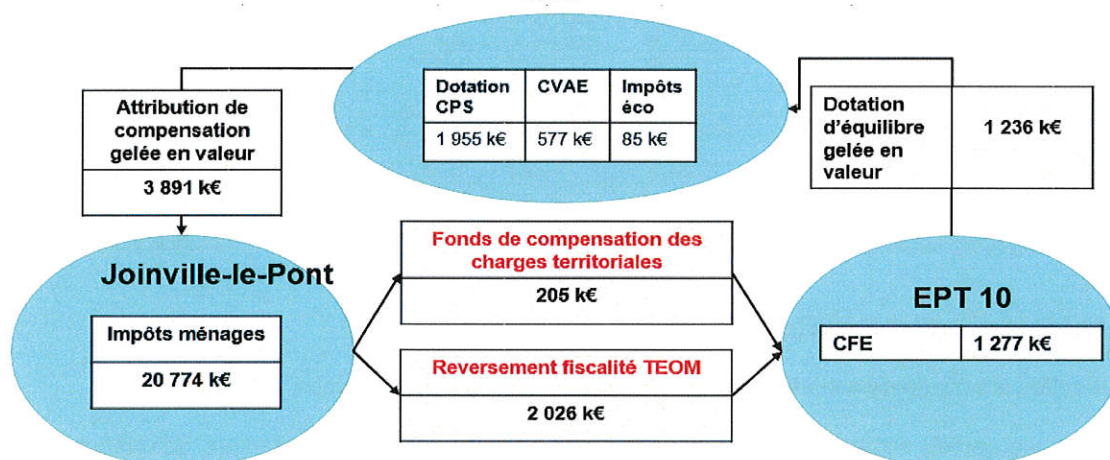 Attribution de
compensation
gelée en valeur
3 891 k€
Dotation
CPS
CVAE
Impôts
éco
1 955 k€
577 k€
85 k€
Dotation
d'équilibre
gelée en
valeur
1 236 k€
Joinville-le-Pont
Impôts ménages
20 774 k€
Fonds de compensation des
charges territoriales
205 k€
Reversement fiscalité TEOM
2 026 k€
EPT 10
CFE
1 277 k€